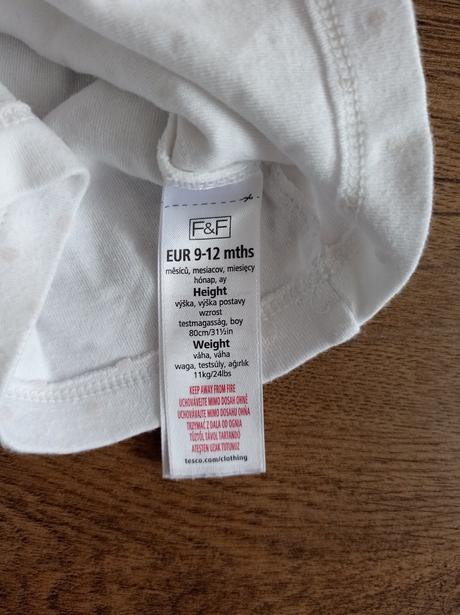 F&F
EUR 9-12 mths
měsíců, mesiacov, miesięcy
hónap, ay
Height
výška, výška postavy
wzrost
testmagasság, boy
80cm/31½in
Weight
váha, váha
waga, testsúly, ağırlık
11kg/24lbs
KEEP AWAY FROM FIRE
UCHOVÁVEJTE MIMO DOSAH OHNĚ
UCHOVÁVAJTE MIMO DOSAHU OHŇA
TRZYMAĆ Z DALA OD OGNIA
TŰZTŐL TÁVOL TARTANDÓ
ATEŞTEN UZAK TUTUNUZ
tesco.com/clothing